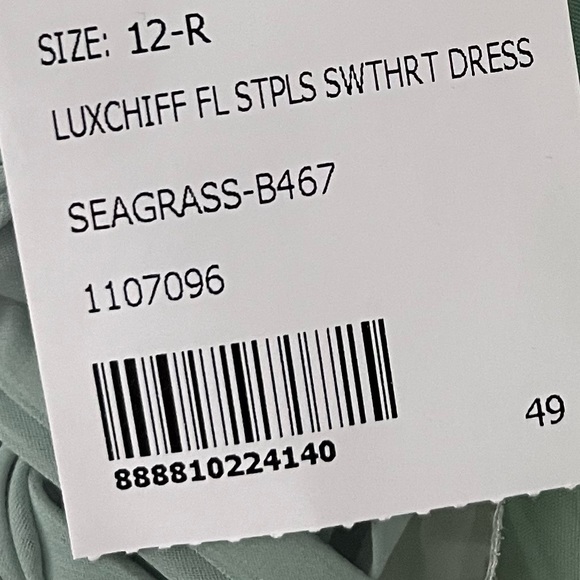 SIZE: 12-R
LUXCHIFF FL STPLS SWTHRT DRESS
SEAGRASS-B467
1107096
49
888810224140